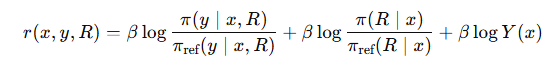 r(x, y, R) = β log π(y | x, R) / π_ref(y | x, R) + β log π(R | x) / π_ref(R | x) + β log Y(x)